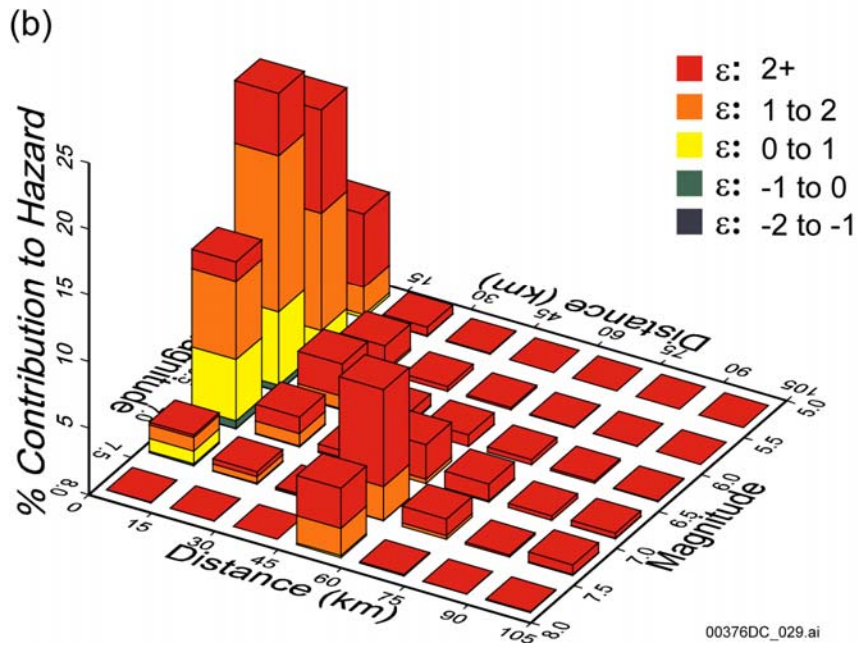 (b)
ε: 2+
ε: 1 to 2
ε: 0 to 1
ε: -1 to 0
ε: -2 to -1
% Contribution to Hazard
25
20
15
10
5
0
15
30
45
60
75
90
105
Distance (km)
15
30
45
60
75
90
105
Distance (km)
5.0
5.5
6.0
6.5
7.0
7.5
8.0
Magnitude
7.5
8.0
agnitude
00376DC_029.ai